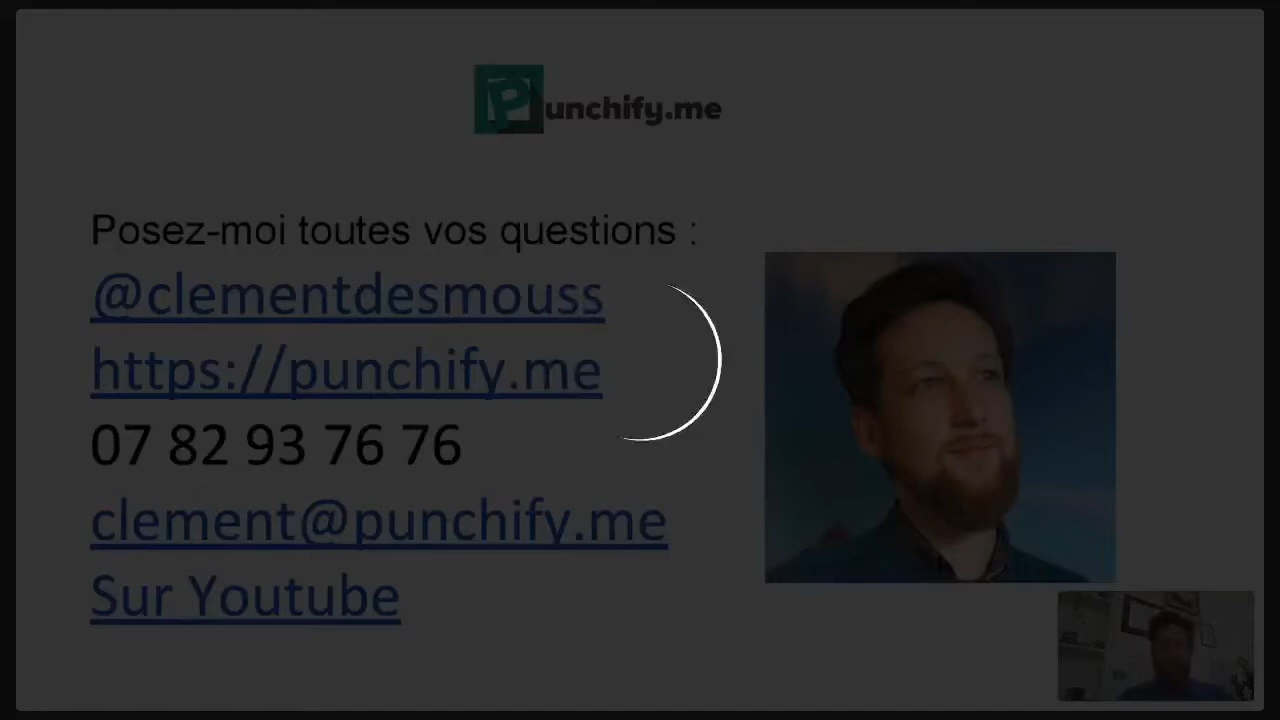 Punchify.me
Posez-moi toutes vos questions :
@clementdesmouss
https://punchify.me
07 82 93 76 76
clement@punchify.me
Sur Youtube